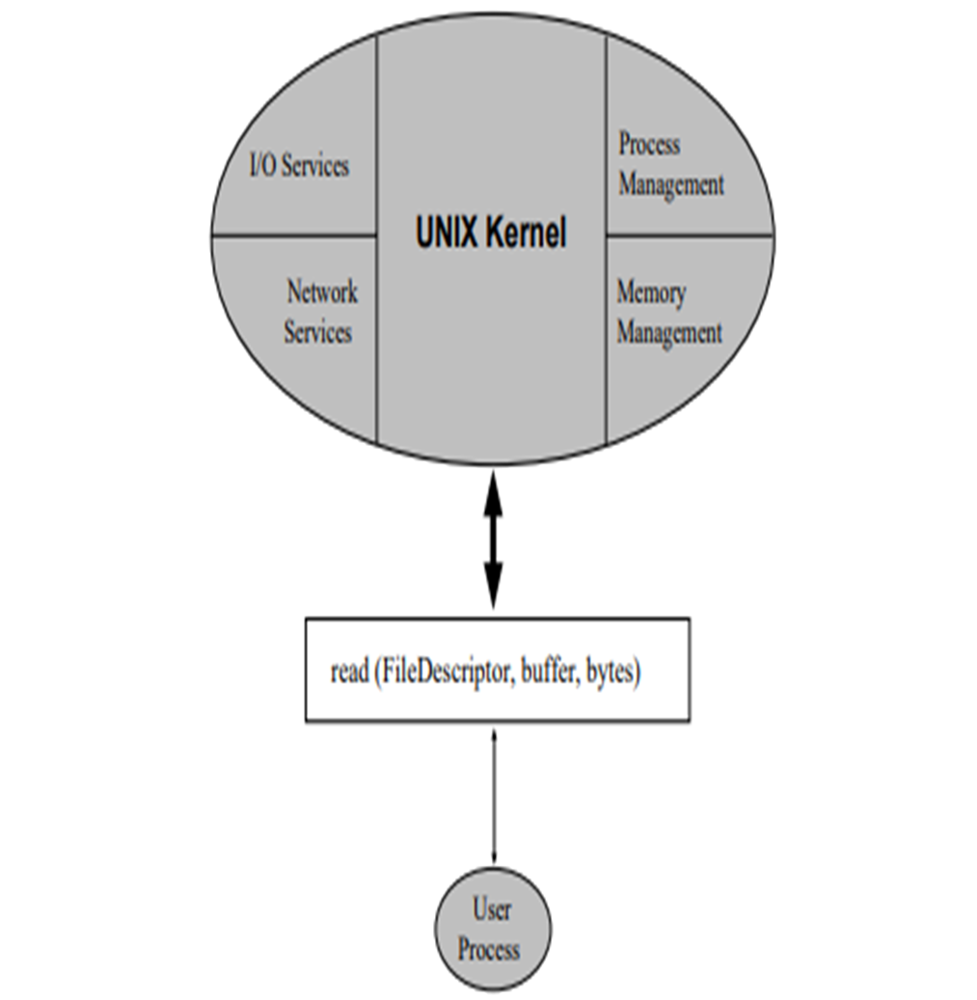 I/O Services
Process
Management
UNIX Kernel
Network
Services
Memory
Management
read (FileDescriptor, buffer, bytes)
User
Process